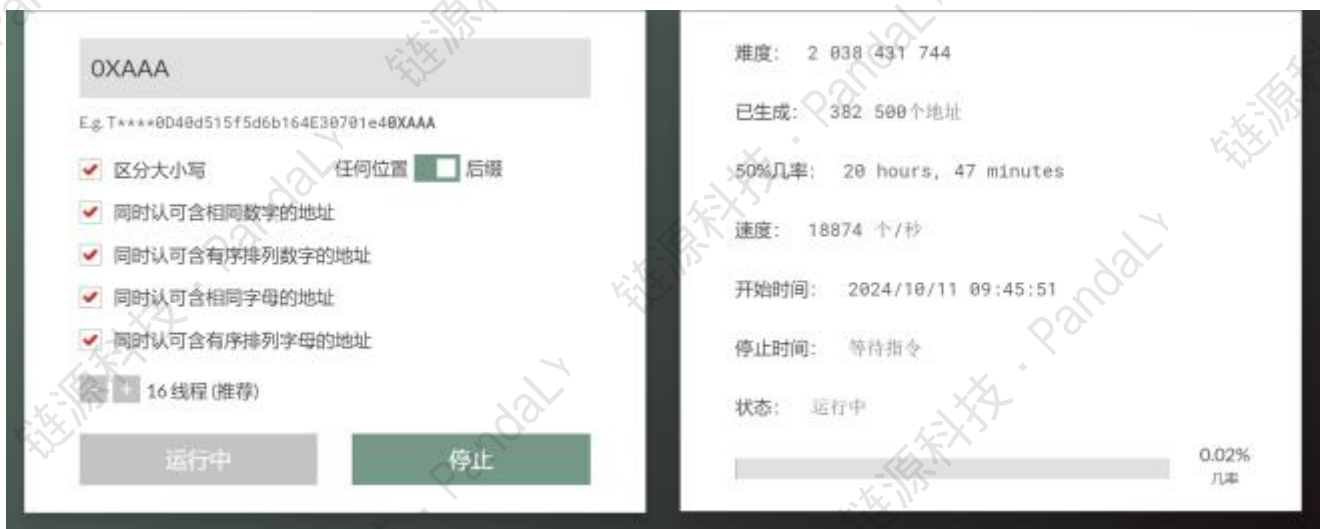 0XAAA
E.g. T****0D40d515f5d6b164E30701e40XAAA
区分大小写 任何位置 后缀
同时认可含相同数字的地址
同时认可含有序排列数字的地址
同时认可含相同字母的地址
同时认可含有序排列字母的地址
- + 16 线程 (推荐)
运行中 停止
难度: 2 038 431 744
已生成: 382 500个地址
50%几率: 20 hours, 47 minutes
速度: 18874 个/秒
开始时间: 2024/10/11 09:45:51
停止时间: 等待指令
状态: 运行中
0.02%
几率
链源科技 · PandaLY